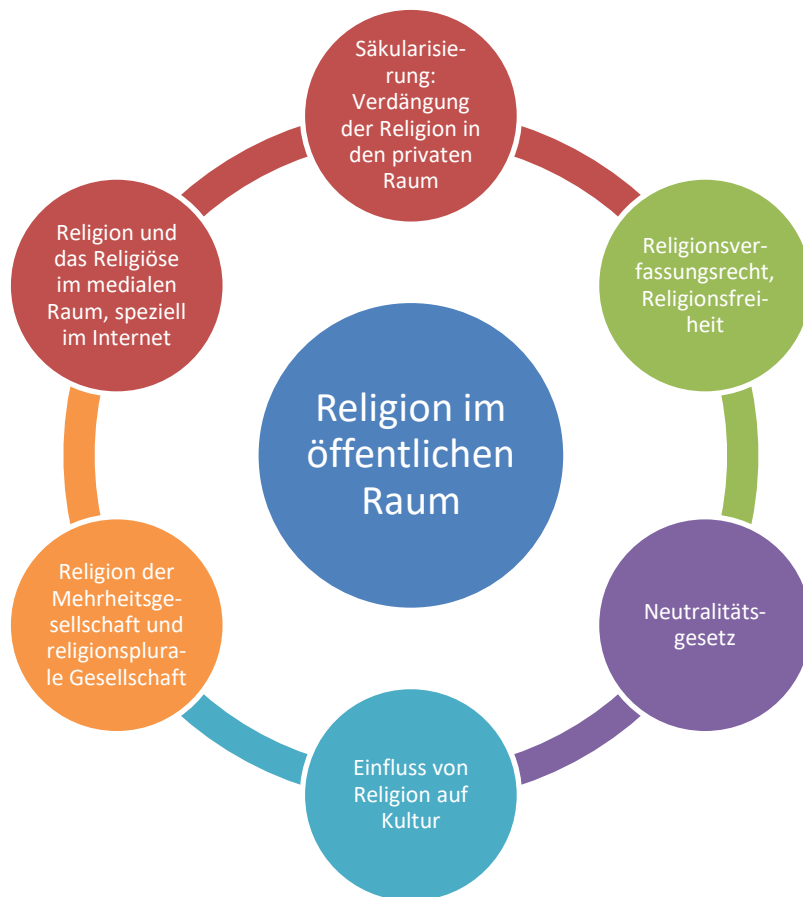 Säkularisie-
rung:
Verdängung
der Religion in
den privaten
Raum
Religion und
das Religiöse
im medialen
Raum, speziell
im Internet
Religionsver-
fassungsrecht,
Religionsfrei-
heit
Religion im
öffentlichen
Raum
Religion der
Mehrheitsge-
sellschaft und
religionsplura-
le Gesellschaft
Neutralitäts-
gesetz
Einfluss von
Religion auf
Kultur